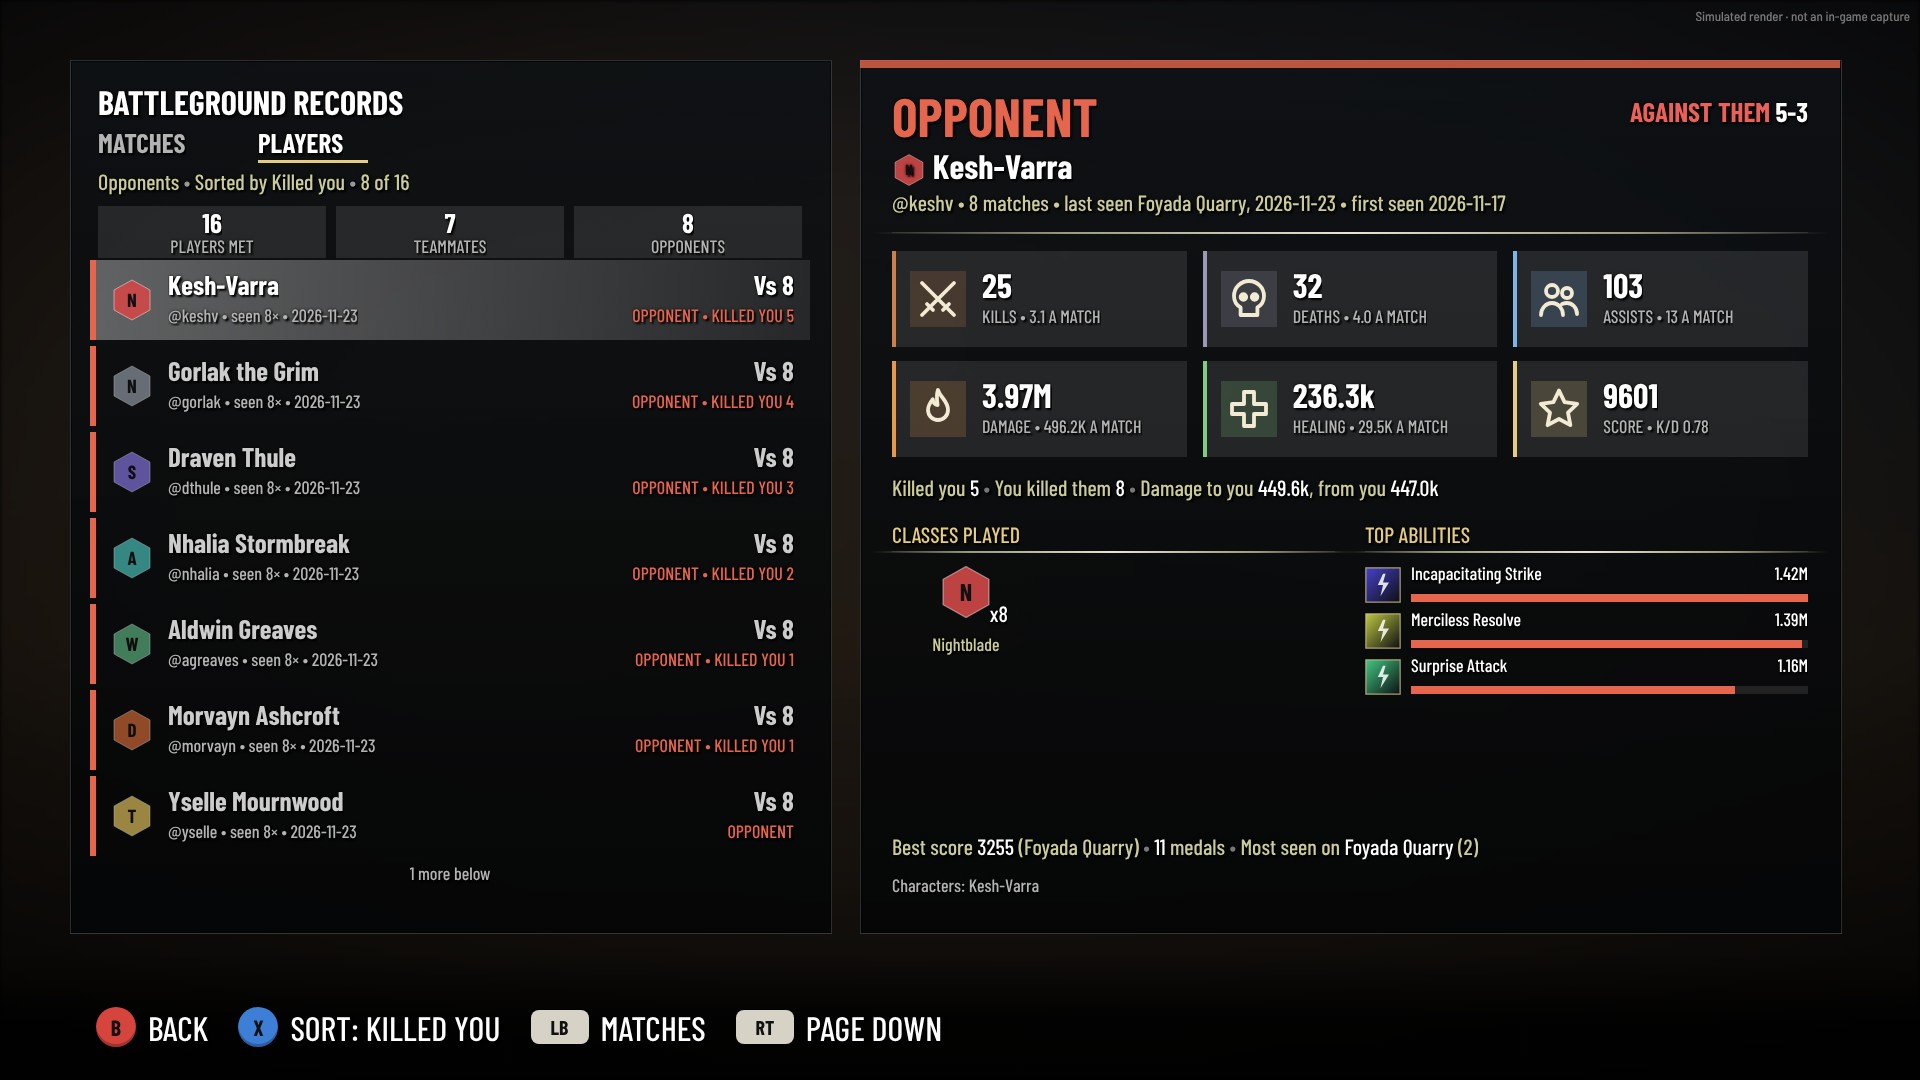 Simulated render · not an in-game capture
BATTLEGROUND RECORDS
MATCHES PLAYERS
Opponents • Sorted by Killed you • 8 of 16
16 7 8
PLAYERS MET TEAMMATES OPPONENTS
N Kesh-Varra Vs 8
@keshv • seen 8× • 2026-11-23 OPPONENT • KILLED YOU 5
N Gorlak the Grim Vs 8
@gorlak • seen 8× • 2026-11-23 OPPONENT • KILLED YOU 4
S Draven Thule Vs 8
@dthule • seen 8× • 2026-11-23 OPPONENT • KILLED YOU 3
A Nhalia Stormbreak Vs 8
@nhalia • seen 8× • 2026-11-23 OPPONENT • KILLED YOU 2
W Aldwin Greaves Vs 8
@agreaves • seen 8× • 2026-11-23 OPPONENT • KILLED YOU 1
D Morvayn Ashcroft Vs 8
@morvayn • seen 8× • 2026-11-23 OPPONENT • KILLED YOU 1
T Yselle Mournwood Vs 8
@yselle • seen 8× • 2026-11-23 OPPONENT
1 more below
OPPONENT AGAINST THEM 5-3
N Kesh-Varra
@keshv • 8 matches • last seen Foyada Quarry, 2026-11-23 • first seen 2026-11-17
25 32 103
KILLS • 3.1 A MATCH DEATHS • 4.0 A MATCH ASSISTS • 13 A MATCH
3.97M 236.3k 9601
DAMAGE • 496.2K A MATCH HEALING • 29.5K A MATCH SCORE • K/D 0.78
Killed you 5 • You killed them 8 • Damage to you 449.6k, from you 447.0k
CLASSES PLAYED
N x8
Nightblade
TOP ABILITIES
Incapacitating Strike 1.42M
Merciless Resolve 1.39M
Surprise Attack 1.16M
Best score 3255 (Foyada Quarry) • 11 medals • Most seen on Foyada Quarry (2)
Characters: Kesh-Varra
B BACK X SORT: KILLED YOU LB MATCHES RT PAGE DOWN